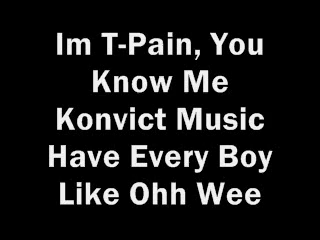 Im T-Pain, You
Know Me
Konvict Music
Have Every Boy
Like Ohh Wee